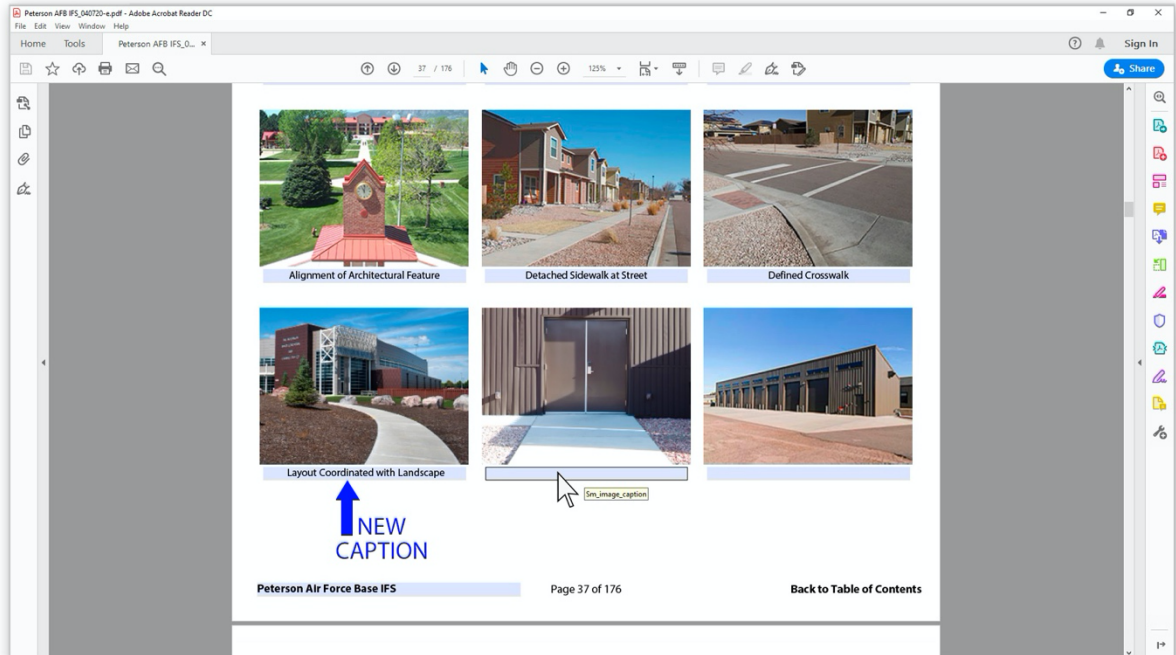 Peterson AFB IFS_040720-e.pdf - Adobe Acrobat Reader DC
File Edit View Window Help
Home Tools Peterson AFB IFS_0... × Sign In
37 / 176 125% Share
Alignment of Architectural Feature
Detached Sidewalk at Street
Defined Crosswalk
Layout Coordinated with Landscape
Sm_image_caption
NEW
CAPTION
Peterson Air Force Base IFS
Page 37 of 176
Back to Table of Contents